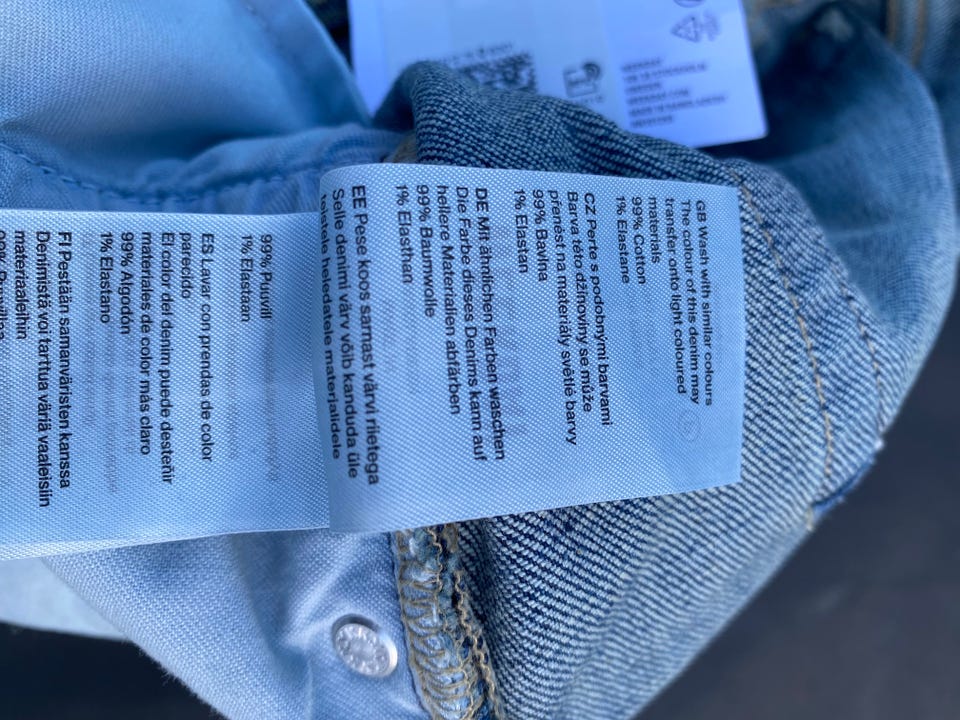 GB Wash with similar colours
The colour of this denim may
transfer onto light coloured
materials
99% Cotton
1% Elastane
CZ Perte s podobnými barvami
Barva této džínoviny se může
přenést na materiály světlé barvy
99% Bavlna
1% Elastan
DE Mit ähnlichen Farben waschen
Die Farbe dieses Denims kann auf
hellere Materialien abfärben
99% Baumwolle
1% Elasthan
EE Pese koos samast värvi riietega
Selle denimi värv võib kanduda üle
teistele heledatele materjalidele
99% Puuvill
1% Elastaan
ES Lavar con prendas de color
parecido
El color del denim puede desteñir
materiales de color más claro
99% Algodón
1% Elastano
FI Pestään samanväristen kanssa
Denimistä voi tarttua väriä vaaleisiin
materiaaleihin